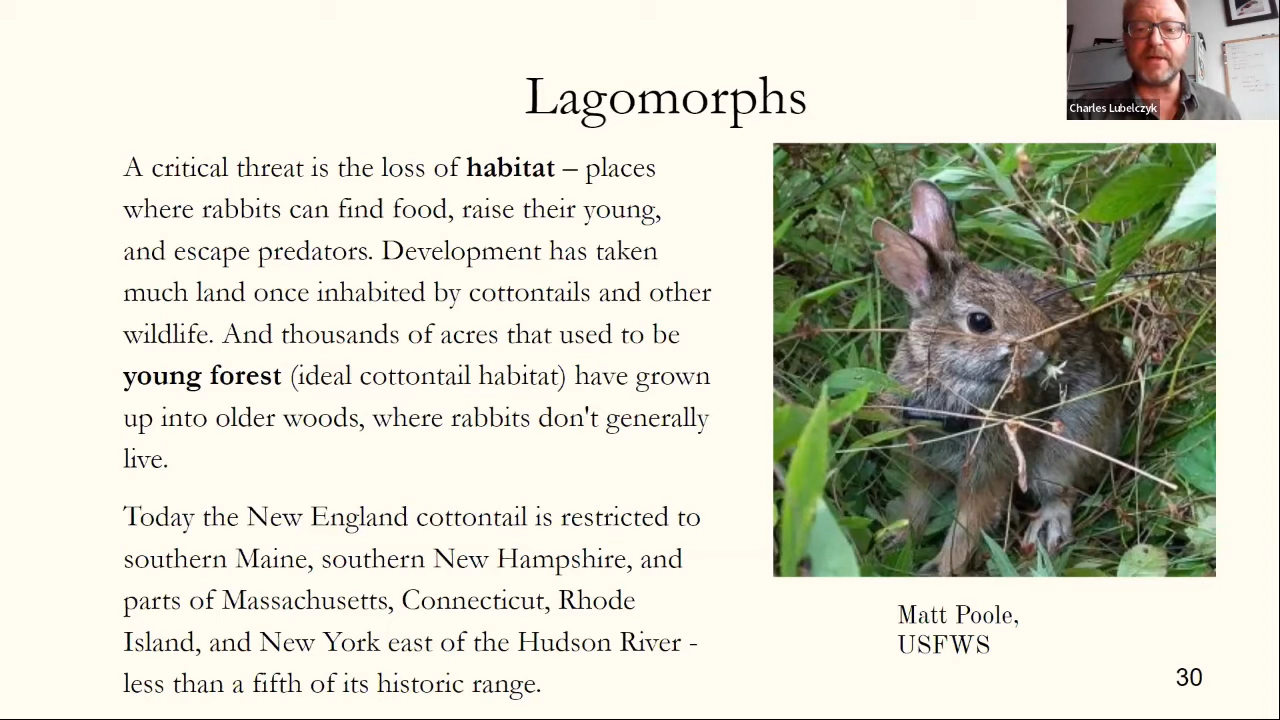 Lagomorphs
Charles Lubelczyk
A critical threat is the loss of habitat – places
where rabbits can find food, raise their young,
and escape predators. Development has taken
much land once inhabited by cottontails and other
wildlife. And thousands of acres that used to be
young forest (ideal cottontail habitat) have grown
up into older woods, where rabbits don't generally
live.
Today the New England cottontail is restricted to
southern Maine, southern New Hampshire, and
parts of Massachusetts, Connecticut, Rhode
Island, and New York east of the Hudson River -
less than a fifth of its historic range.
Matt Poole,
USFWS
30